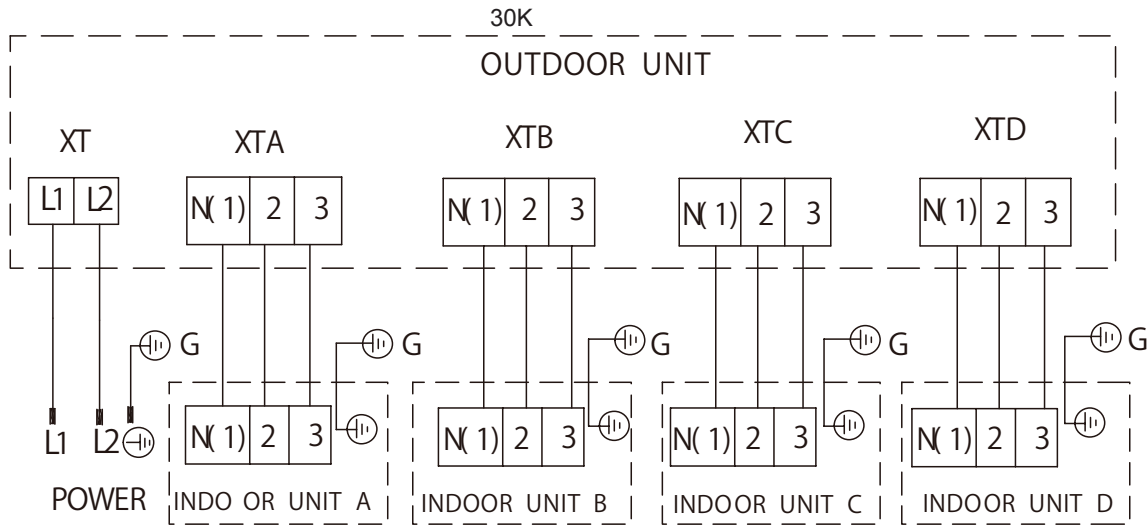 30K
OUTDOOR UNIT
XT XTA XTB XTC XTD
L1 L2 N(1) 2 3 N(1) 2 3 N(1) 2 3 N(1) 2 3
G G G G G
L1 L2 N(1) 2 3 N(1) 2 3 N(1) 2 3 N(1) 2 3
POWER INDO OR UNIT A INDOOR UNIT B INDOOR UNIT C INDOOR UNIT D